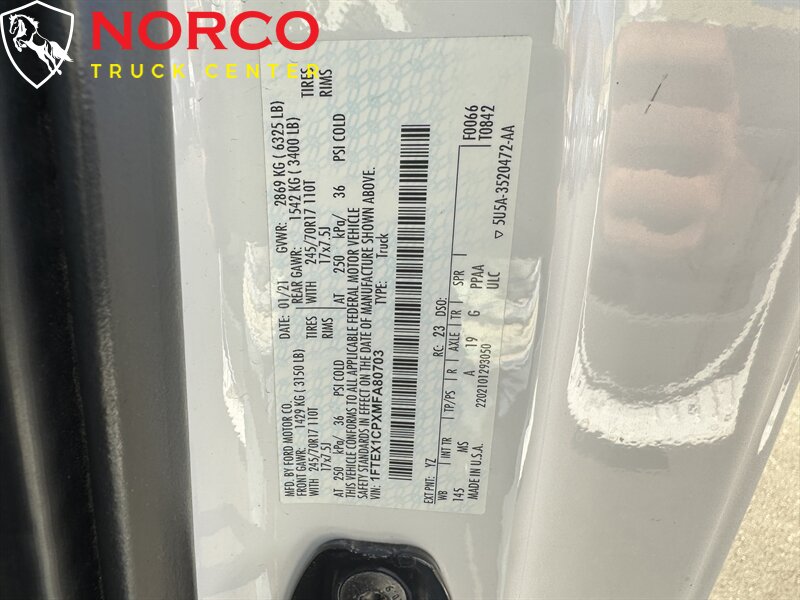 NORCO
TRUCK CENTER
MFD. BY FORD MOTOR CO. DATE: 01/21 GVWR: 2869 KG ( 6325 LB)
FRONT GAWR: 1429 KG ( 3150 LB) REAR GAWR: 1542 KG ( 3400 LB)
WITH 245/70R17 110T TIRES WITH 245/70R17 110T TIRES
17x7.5J RIMS 17x7.5J RIMS
AT 250 kPa/ 36 PSI COLD AT 250 kPa/ 36 PSI COLD
THIS VEHICLE CONFORMS TO ALL APPLICABLE FEDERAL MOTOR VEHICLE
SAFETY STANDARDS IN EFFECT ON THE DATE OF MANUFACTURE SHOWN ABOVE.
VIN: 1FTEX1CPXMFA80703 TYPE: Truck
F0066
T0842
EXT PNT: YZ RC: 23 DSO:
WB INT TR TP/PS R AXLE TR SPR
145 MS A 19 G PPAA
ULC
MADE IN U.S.A. 2202101293050
▽ 5U5A-3520472-AA